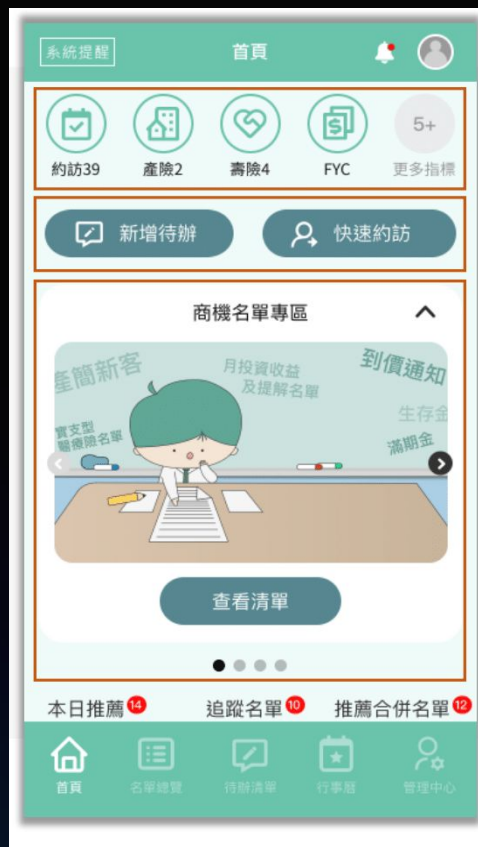 系統提醒
首頁
5+
約訪39
產險2
壽險4
FYC
更多指標
新增待辦
快速約訪
商機名單專區
產簡新客
月投資收益
及提解名單
到價通知
實支型
醫療險名單
生存金
滿期金
查看清單
本日推薦 14
追蹤名單 10
推薦合併名單 12
首頁
名單總覽
待辦清單
行事曆
管理中心